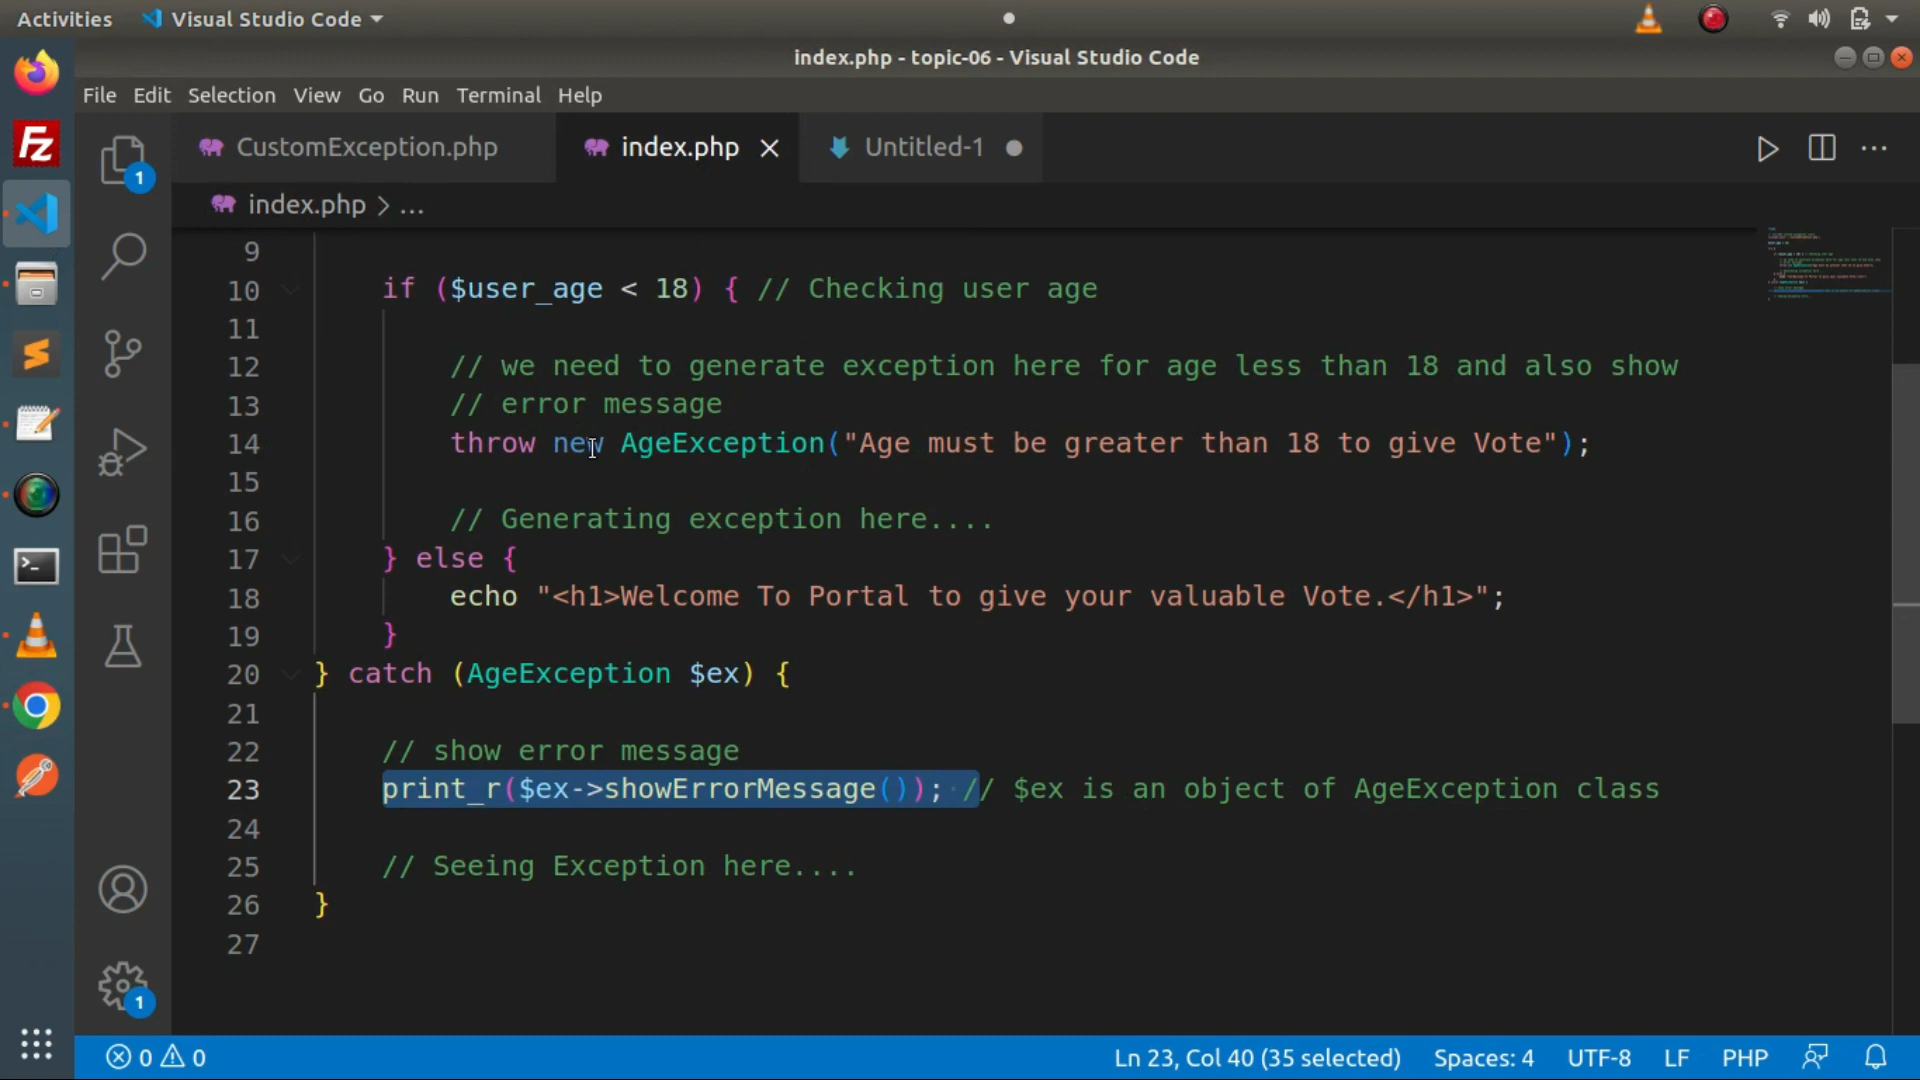 Activities Visual Studio Code
index.php - topic-06 - Visual Studio Code
File Edit Selection View Go Run Terminal Help
CustomException.php index.php Untitled-1
index.php > ...
9
10 if ($user_age < 18) { // Checking user age
11
12 // we need to generate exception here for age less than 18 and also show
13 // error message
14 throw new AgeException("Age must be greater than 18 to give Vote");
15
16 // Generating exception here....
17 } else {
18 echo "<h1>Welcome To Portal to give your valuable Vote.</h1>";
19 }
20 } catch (AgeException $ex) {
21
22 // show error message
23 print_r($ex->showErrorMessage()); // $ex is an object of AgeException class
24
25 // Seeing Exception here....
26 }
27
1
1
Fz
0 0 Ln 23, Col 40 (35 selected) Spaces: 4 UTF-8 LF PHP